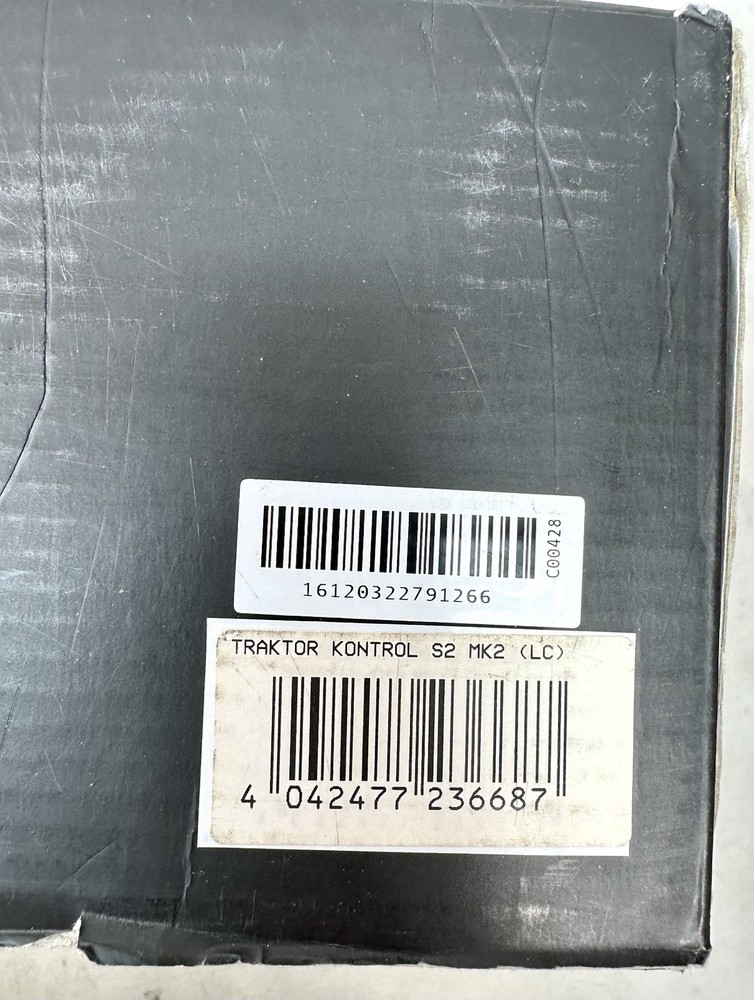 16120322791266
C00428
TRAKTOR KONTROL S2 MK2 (LC)
4 042477 236687